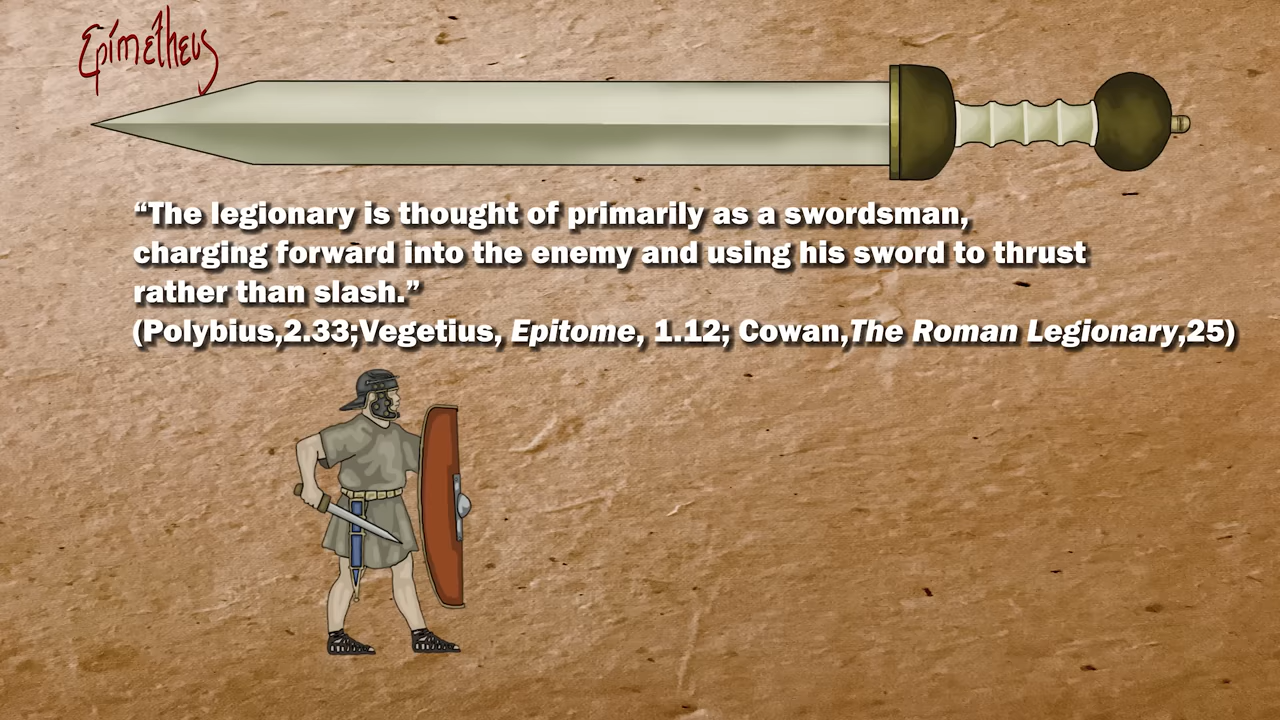 Epimetheus
“The legionary is thought of primarily as a swordsman,
charging forward into the enemy and using his sword to thrust
rather than slash.”
(Polybius,2.33;Vegetius, Epitome, 1.12; Cowan,The Roman Legionary,25)